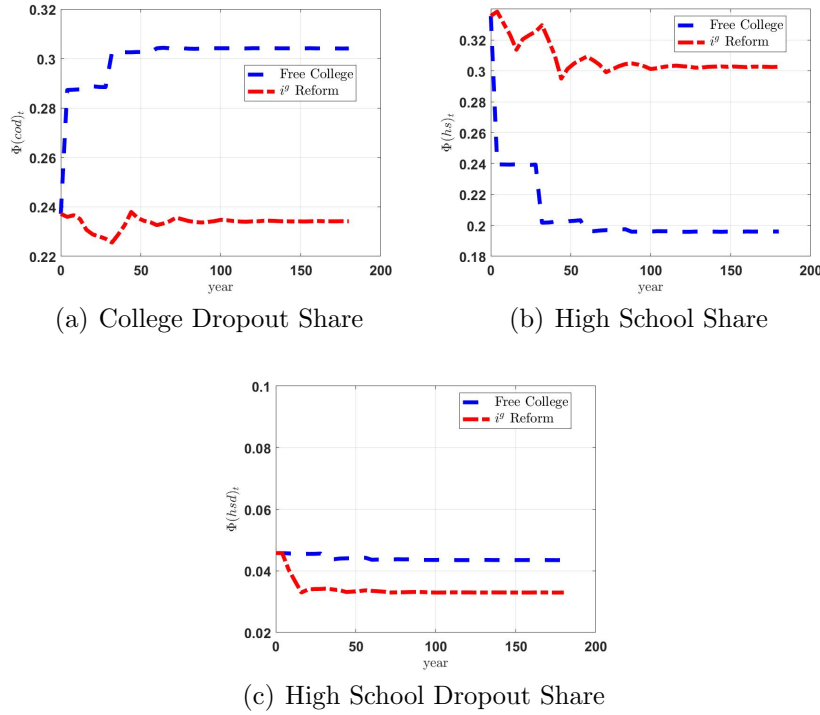 0.32
0.3
0.28
0.26
0.24
0.22
0 50 100 150 200
year
Φ(cod)t
Free College
i^g Reform
(a) College Dropout Share
0.32
0.3
0.28
0.26
0.24
0.22
0.2
0.18
0 50 100 150 200
year
Φ(hs)t
Free College
i^g Reform
(b) High School Share
0.1
0.08
0.06
0.04
0.02
0 50 100 150 200
year
Φ(hsd)t
Free College
i^g Reform
(c) High School Dropout Share